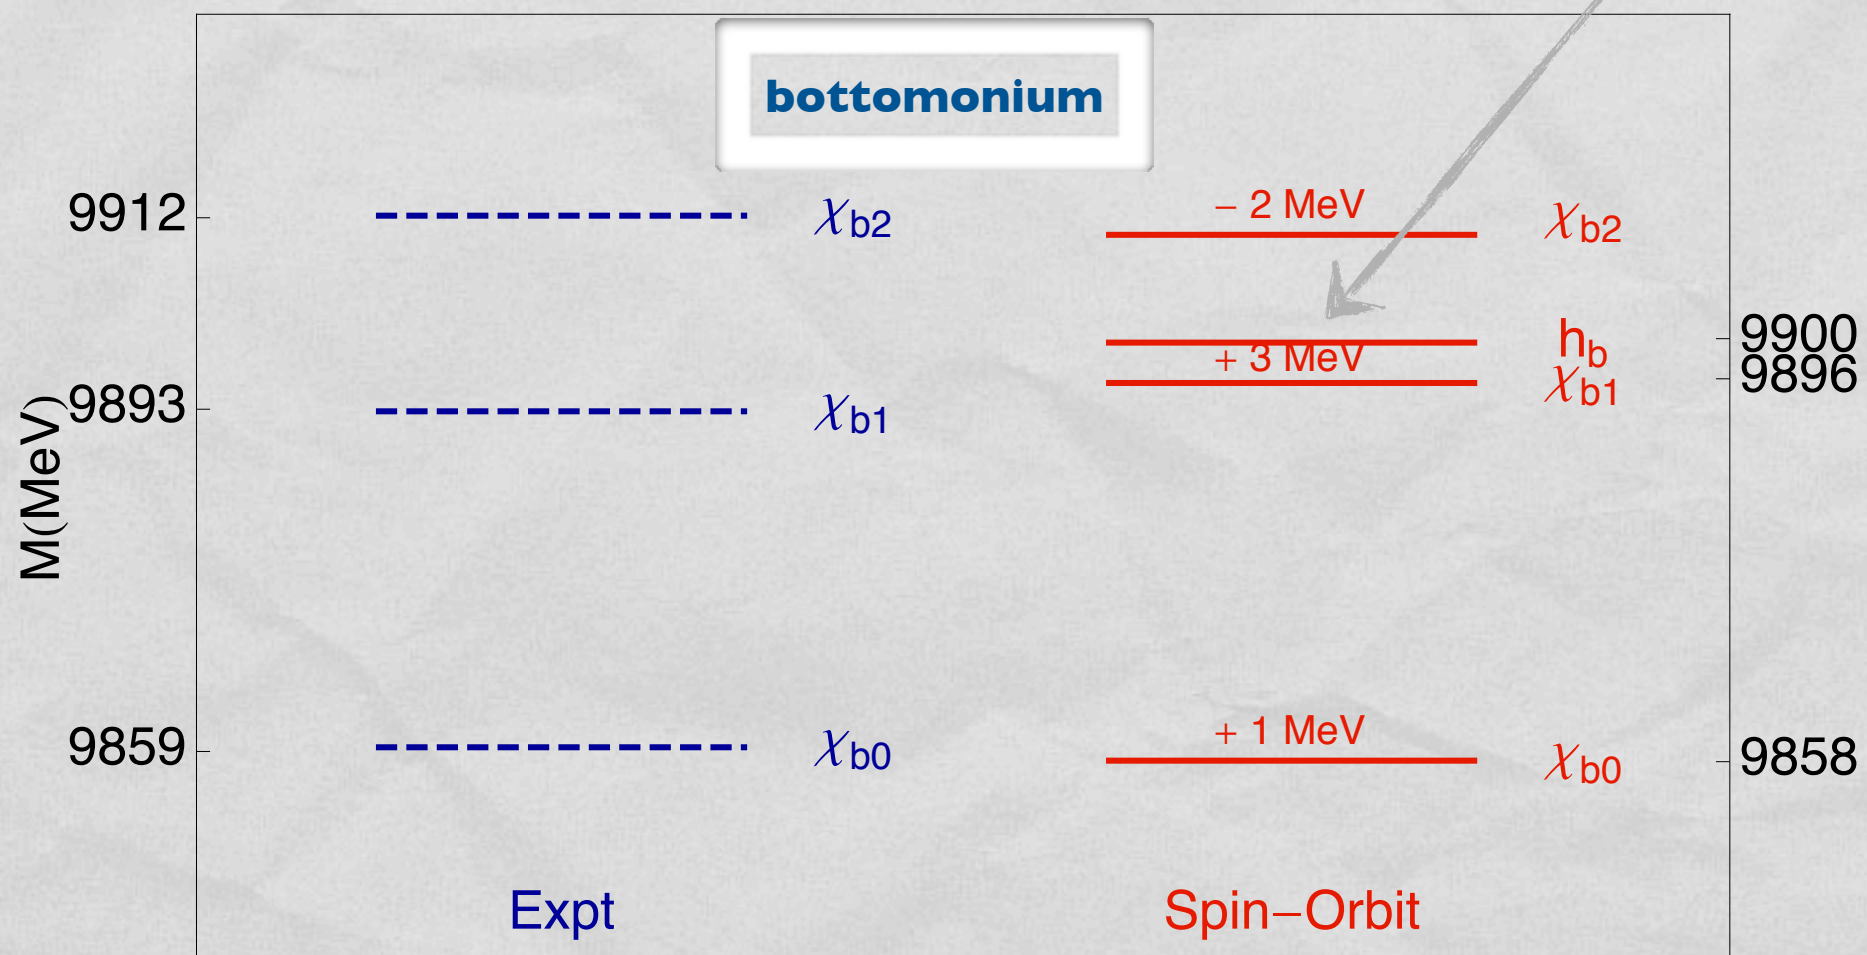 bottomonium
9912
χb2
− 2 MeV
χb2
hb
9900
+ 3 MeV
9896
M(MeV)
9893
χb1
χb1
9859
χb0
+ 1 MeV
χb0
9858
Expt
Spin−Orbit